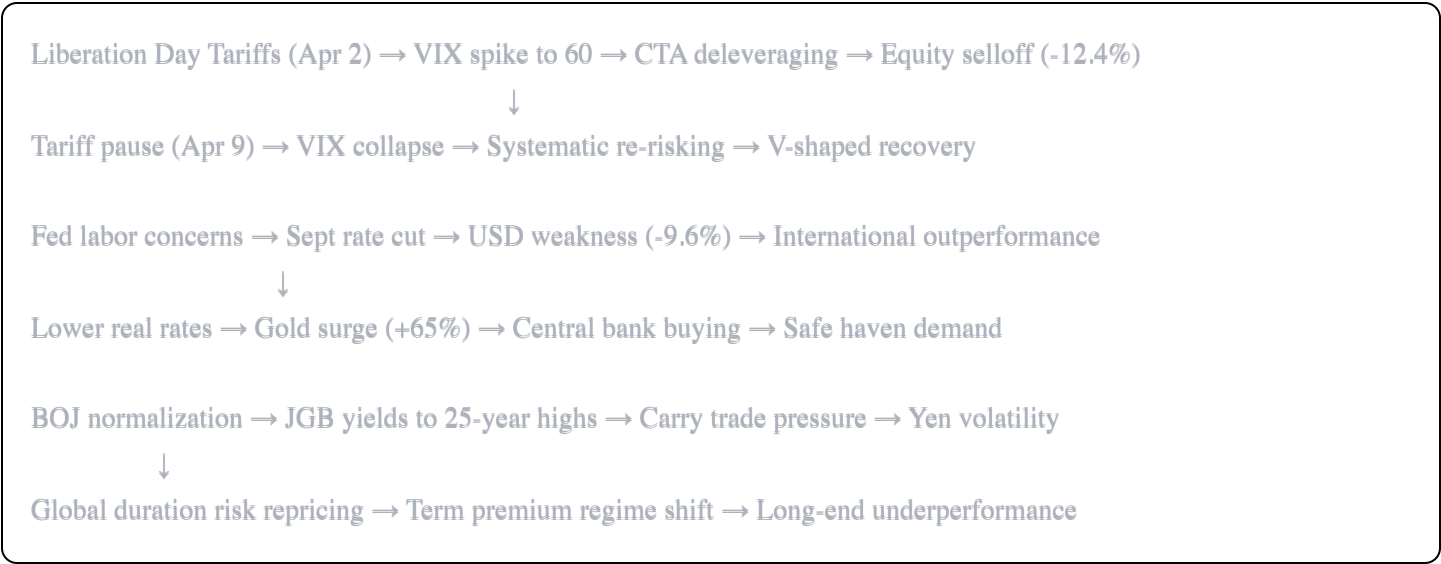 Liberation Day Tariffs (Apr 2) → VIX spike to 60 → CTA deleveraging → Equity selloff (-12.4%)
↓
Tariff pause (Apr 9) → VIX collapse → Systematic re-risking → V-shaped recovery
Fed labor concerns → Sept rate cut → USD weakness (-9.6%) → International outperformance
↓
Lower real rates → Gold surge (+65%) → Central bank buying → Safe haven demand
BOJ normalization → JGB yields to 25-year highs → Carry trade pressure → Yen volatility
↓
Global duration risk repricing → Term premium regime shift → Long-end underperformance